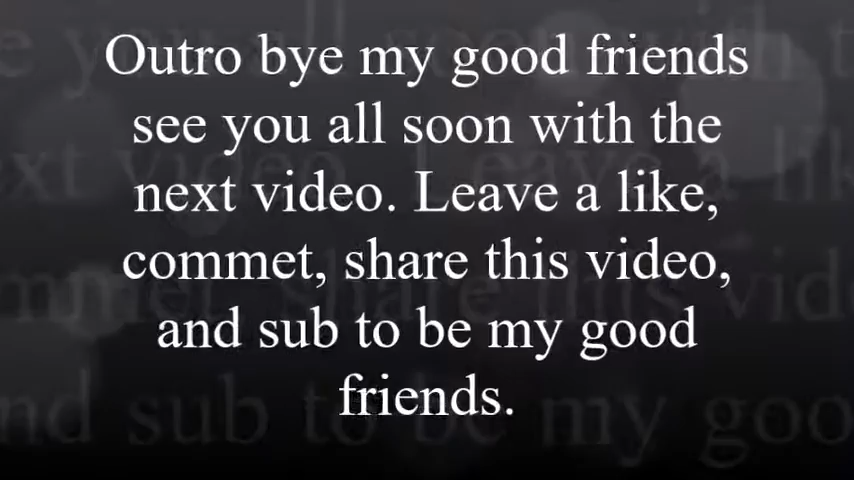 Outro bye my good friends
see you all soon with the
next video. Leave a like,
commet, share this video,
and sub to be my good
friends.